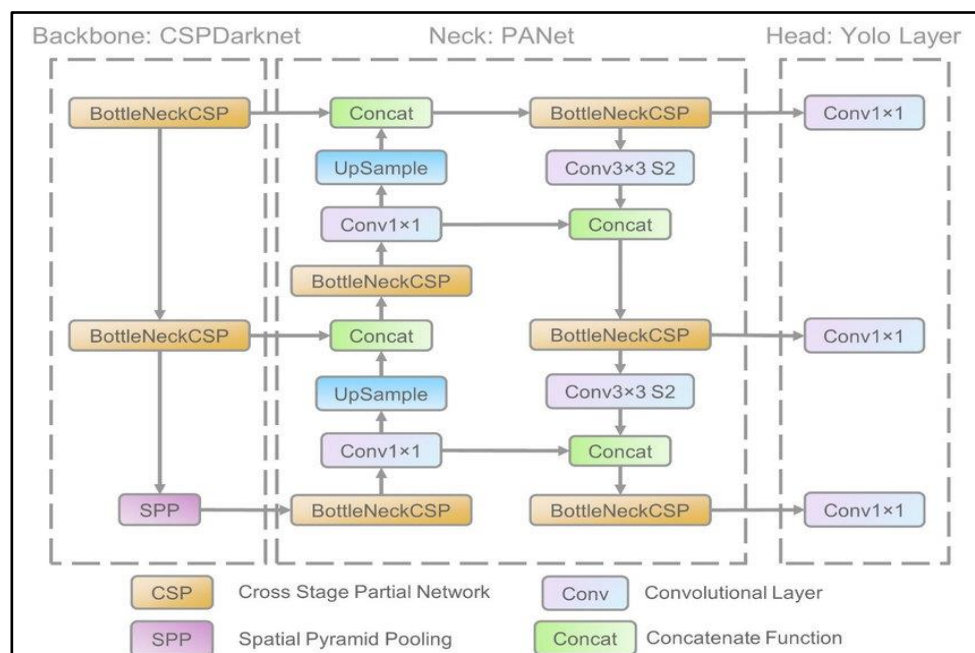 Backbone: CSPDarknet
Neck: PANet
Head: Yolo Layer
BottleNeckCSP
Concat
BottleNeckCSP
Conv1×1
UpSample
Conv3×3 S2
Conv1×1
Concat
BottleNeckCSP
BottleNeckCSP
Concat
BottleNeckCSP
Conv1×1
UpSample
Conv3×3 S2
Conv1×1
Concat
SPP
BottleNeckCSP
BottleNeckCSP
Conv1×1
CSP
Cross Stage Partial Network
Conv
Convolutional Layer
SPP
Spatial Pyramid Pooling
Concat
Concatenate Function